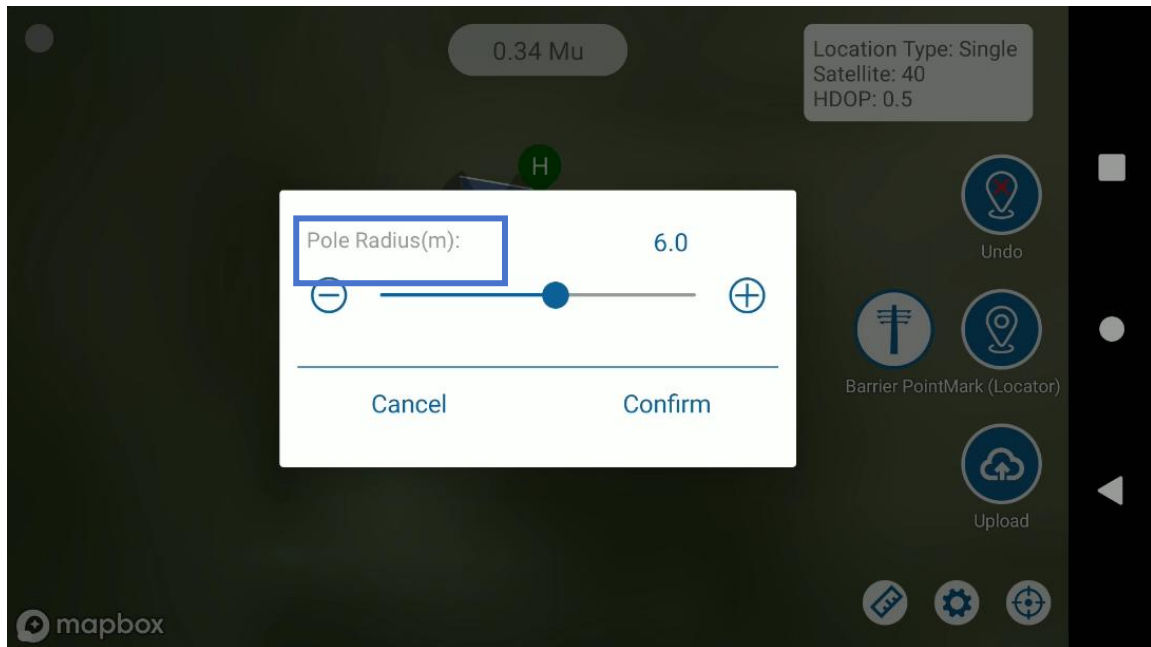 0.34 Mu
Location Type: Single
Satellite: 40
HDOP: 0.5
H
Undo
Pole Radius(m):
6.0
Cancel
Confirm
Barrier PointMark (Locator)
Upload
mapbox